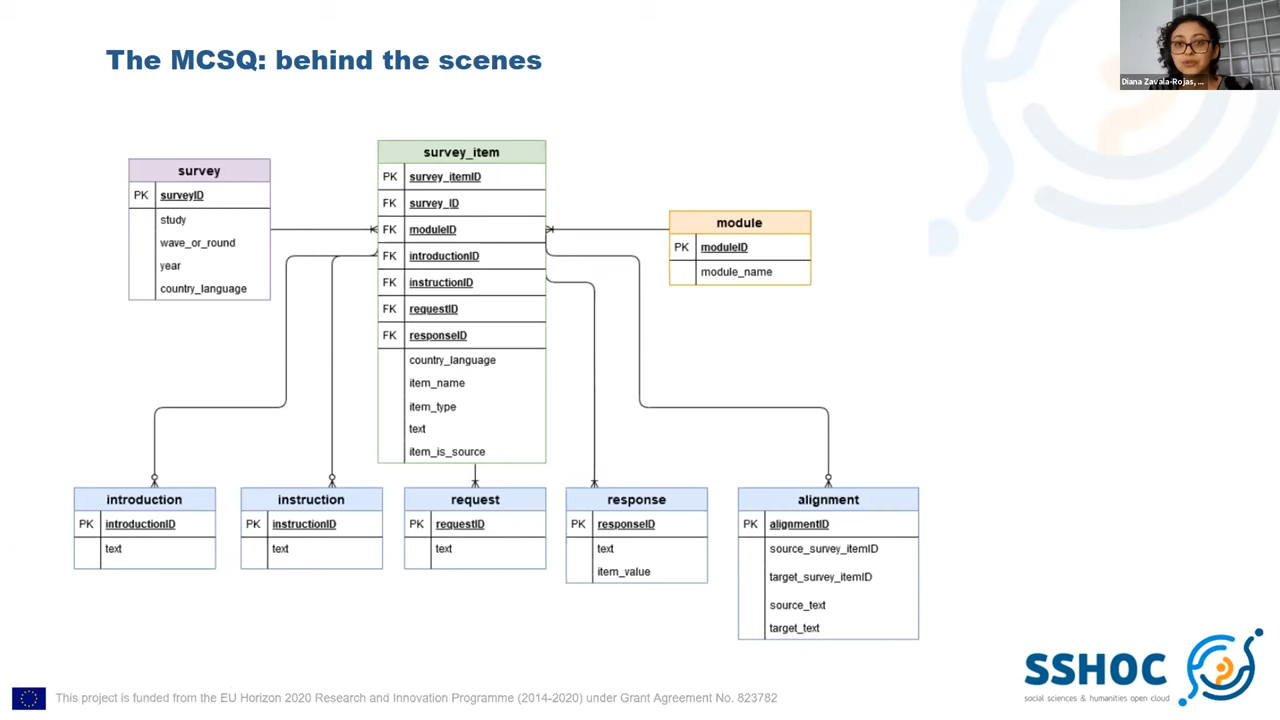 The MCSQ: behind the scenes
Diana Zavala-Rojas, ...
survey
PK surveyID
study
wave_or_round
year
country_language
survey_item
PK survey_itemID
FK survey_ID
FK moduleID
FK introductionID
FK instructionID
FK requestID
FK responseID
country_language
item_name
item_type
text
item_is_source
module
PK moduleID
module_name
introduction
PK introductionID
text
instruction
PK instructionID
text
request
PK requestID
text
response
PK responseID
text
item_value
alignment
PK alignmentID
source_survey_itemID
target_survey_itemID
source_text
target_text
SSHOC
social sciences & humanities open cloud
This project is funded from the EU Horizon 2020 Research and Innovation Programme (2014-2020) under Grant Agreement No. 823782